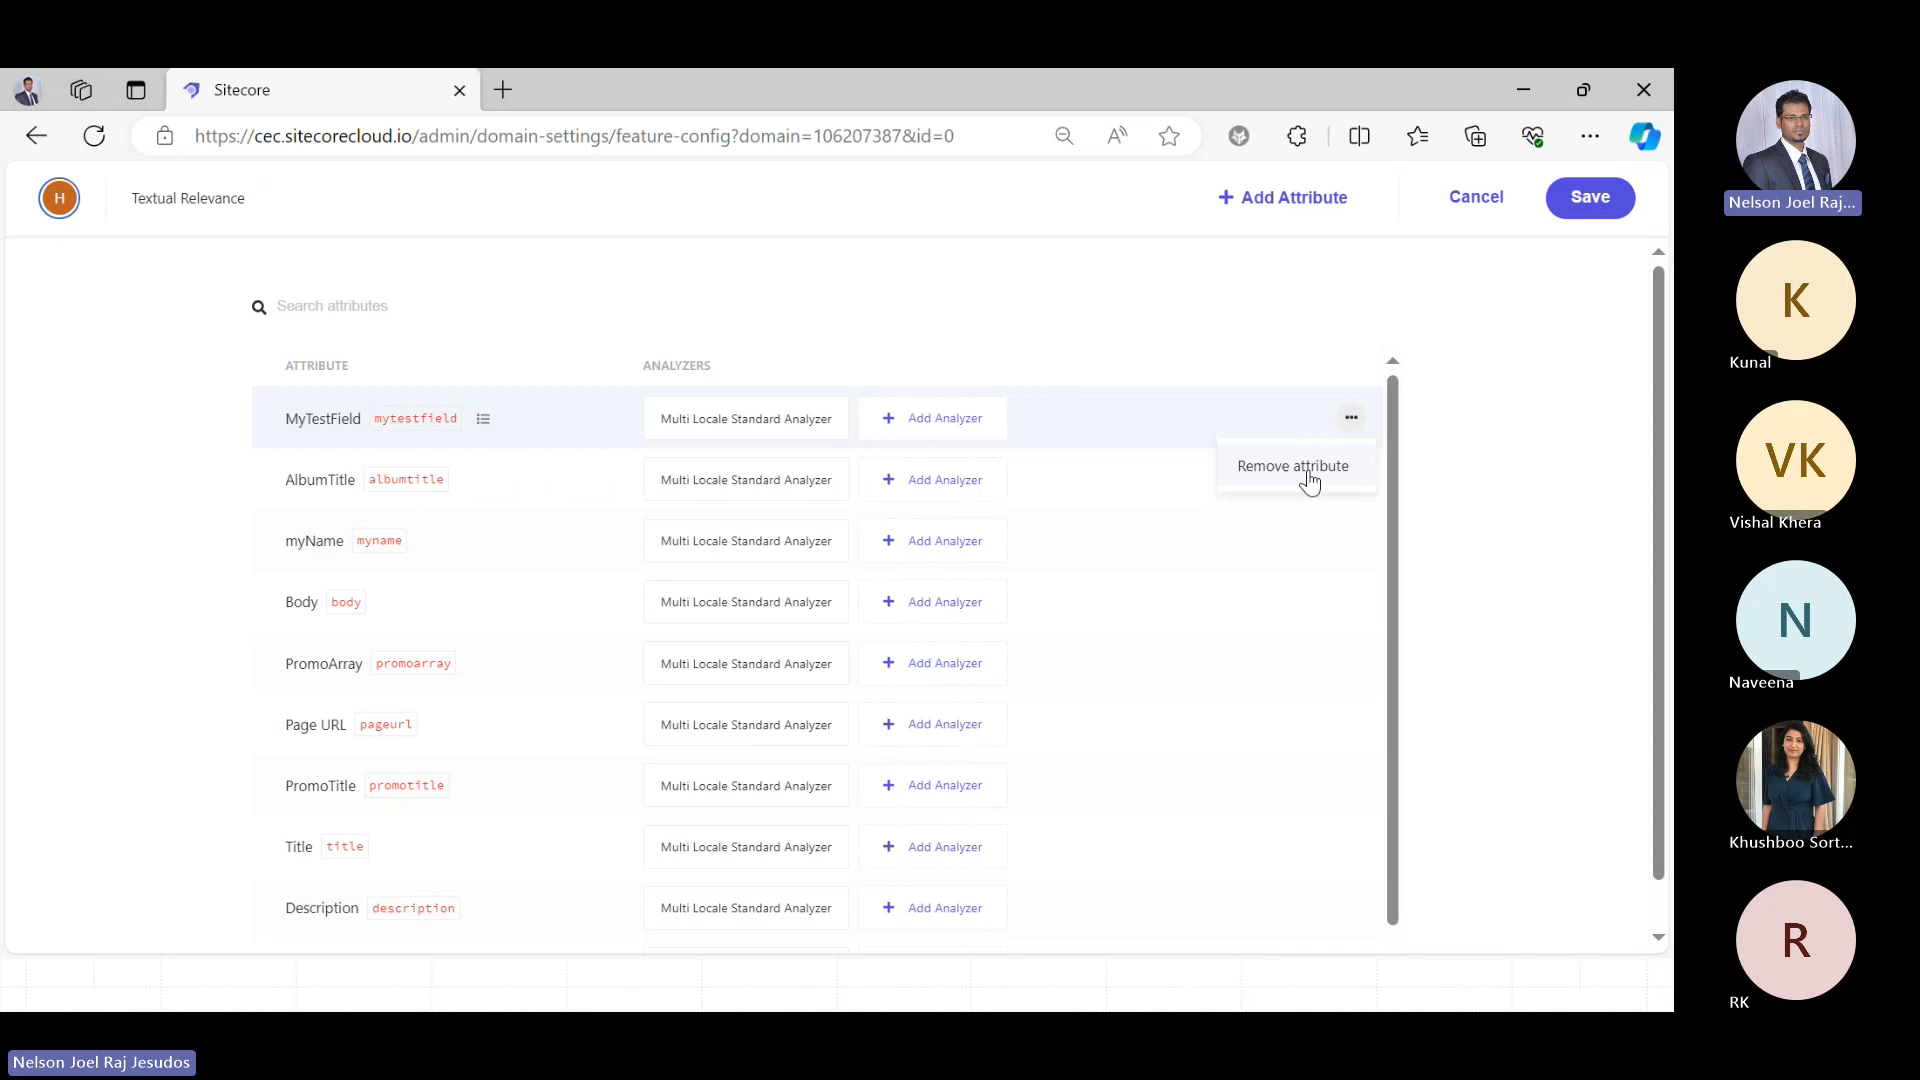 Sitecore
https://cec.sitecorecloud.io/admin/domain-settings/feature-config?domain=106207387&id=0
H
Textual Relevance
+ Add Attribute
Cancel
Save
Search attributes
ATTRIBUTE ANALYZERS
MyTestField mytestfield Multi Locale Standard Analyzer + Add Analyzer
Remove attribute
AlbumTitle albumtitle Multi Locale Standard Analyzer + Add Analyzer
myName myname Multi Locale Standard Analyzer + Add Analyzer
Body body Multi Locale Standard Analyzer + Add Analyzer
PromoArray promoarray Multi Locale Standard Analyzer + Add Analyzer
Page URL pageurl Multi Locale Standard Analyzer + Add Analyzer
PromoTitle promotitle Multi Locale Standard Analyzer + Add Analyzer
Title title Multi Locale Standard Analyzer + Add Analyzer
Description description Multi Locale Standard Analyzer + Add Analyzer
Nelson Joel Raj...
K
Kunal
VK
Vishal Khera
N
Naveena
Khushboo Sort...
R
RK
Nelson Joel Raj Jesudos